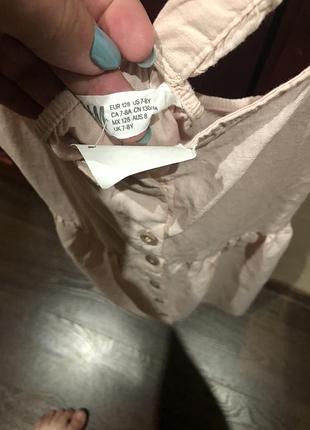 EUR 128 US 7-8Y
CA 7-8A CN 130/64
MX 128 AUS 8
UK 7-8Y